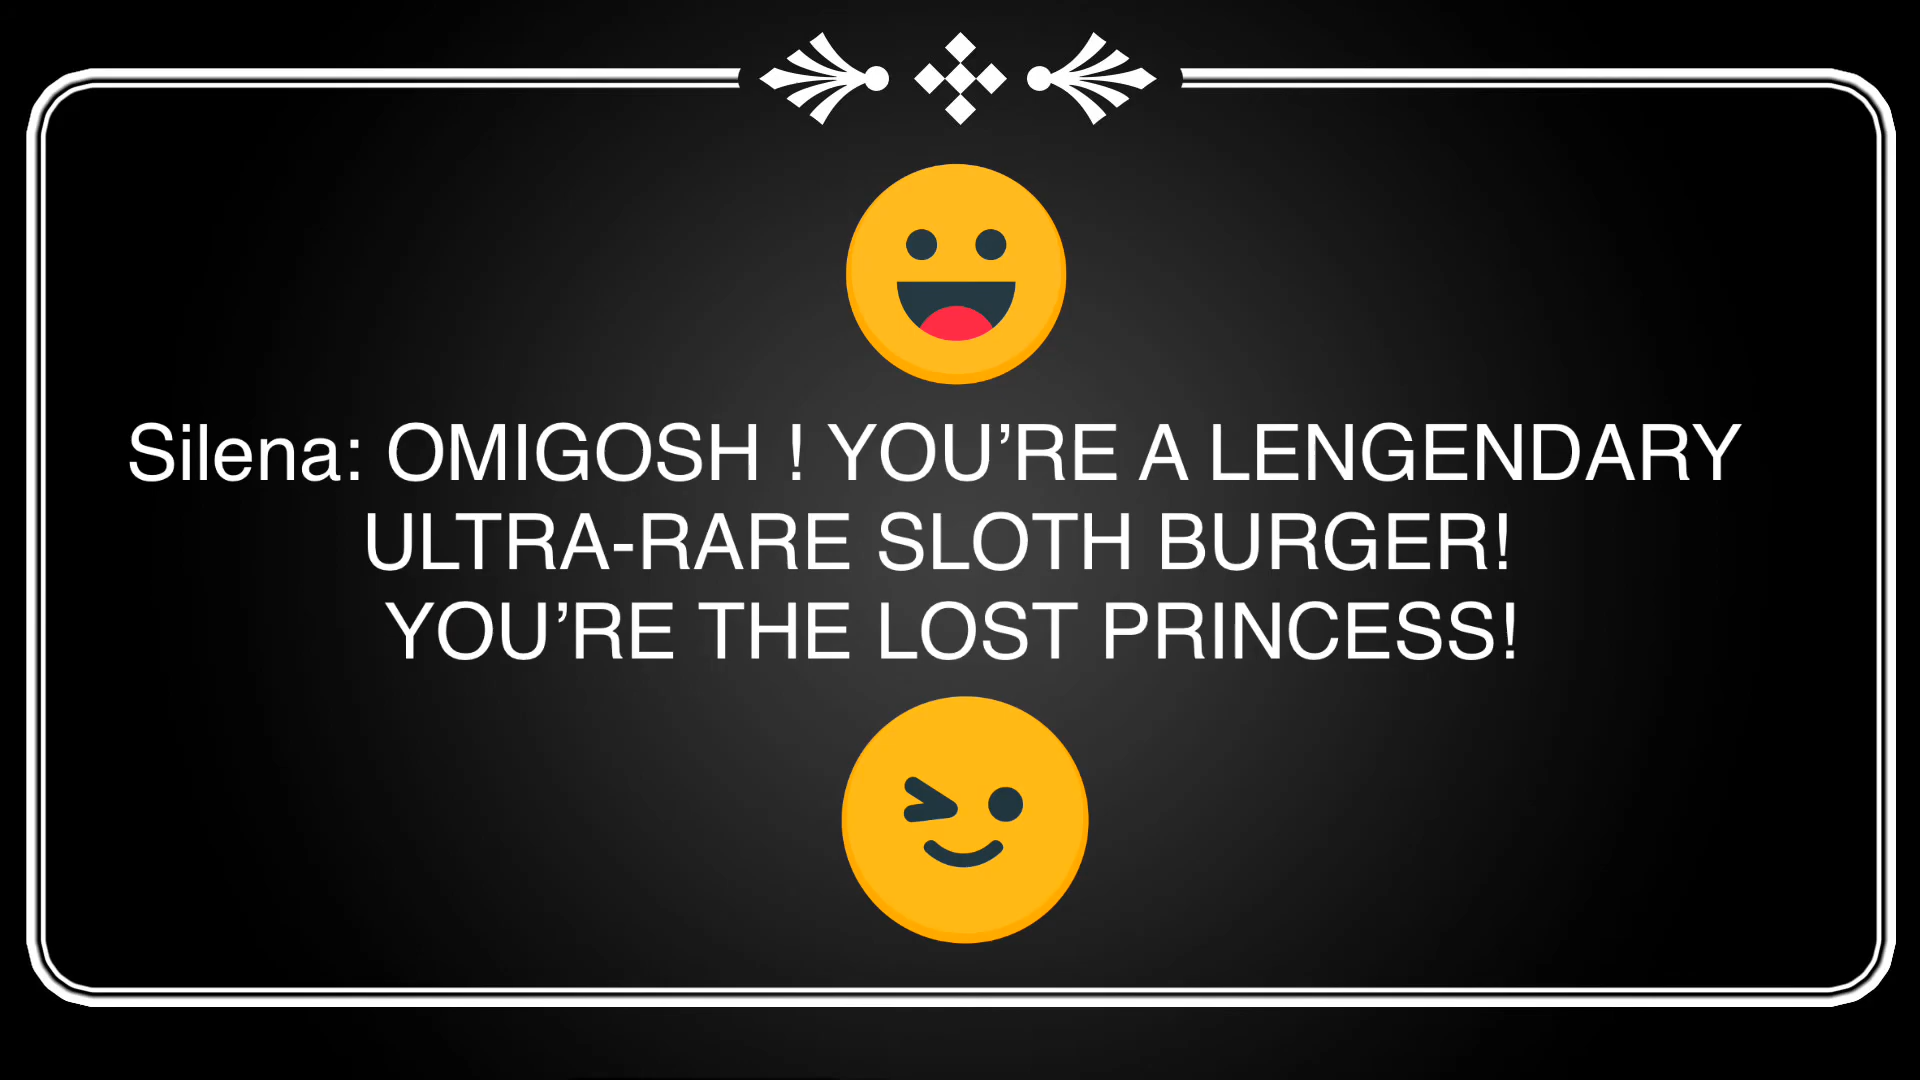 Silena: OMIGOSH ! YOU’RE A LENGENDARY
ULTRA-RARE SLOTH BURGER!
YOU’RE THE LOST PRINCESS!